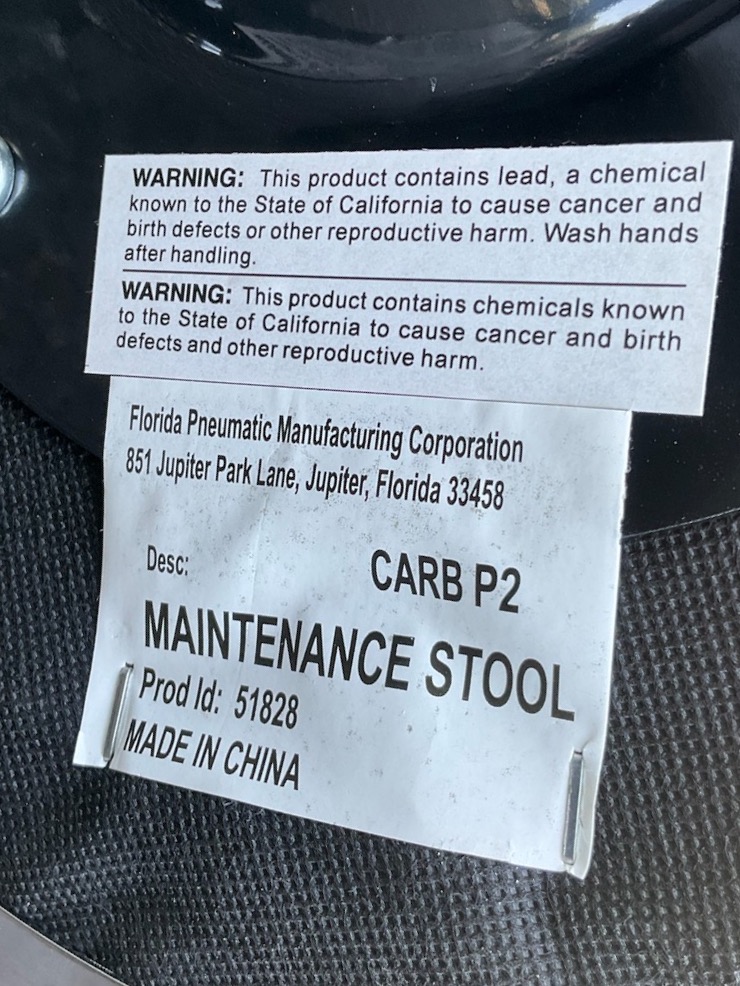 WARNING: This product contains lead, a chemical
known to the State of California to cause cancer and
birth defects or other reproductive harm. Wash hands
after handling.
WARNING: This product contains chemicals known
to the State of California to cause cancer and birth
defects and other reproductive harm.
Florida Pneumatic Manufacturing Corporation
851 Jupiter Park Lane, Jupiter, Florida 33458
Desc: CARB P2
MAINTENANCE STOOL
Prod Id: 51828
MADE IN CHINA